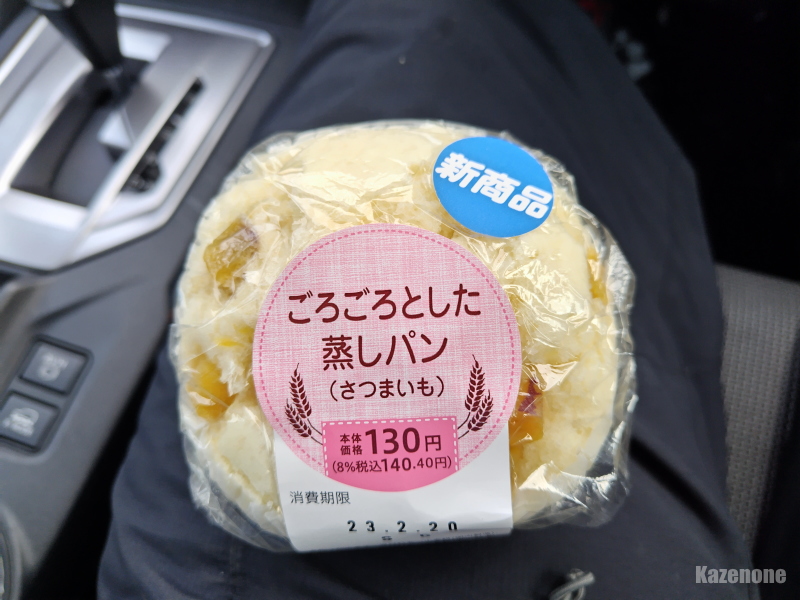 新商品
ごろごろとした
蒸しパン
(さつまいも)
本体価格 130円
(8%税込140.40円)
消費期限
23.2.20
Kazenone